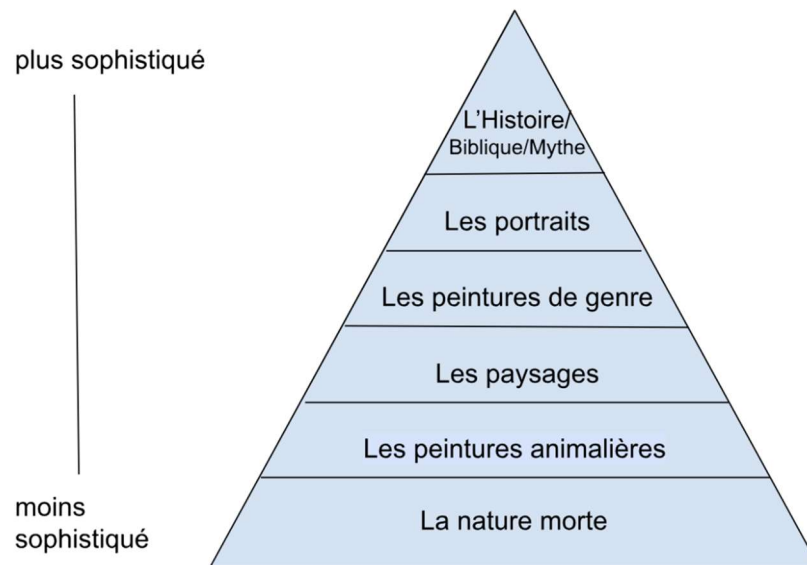 plus sophistiqué
L'Histoire/
Biblique/Mythe
Les portraits
Les peintures de genre
Les paysages
Les peintures animalières
moins
sophistiqué
La nature morte